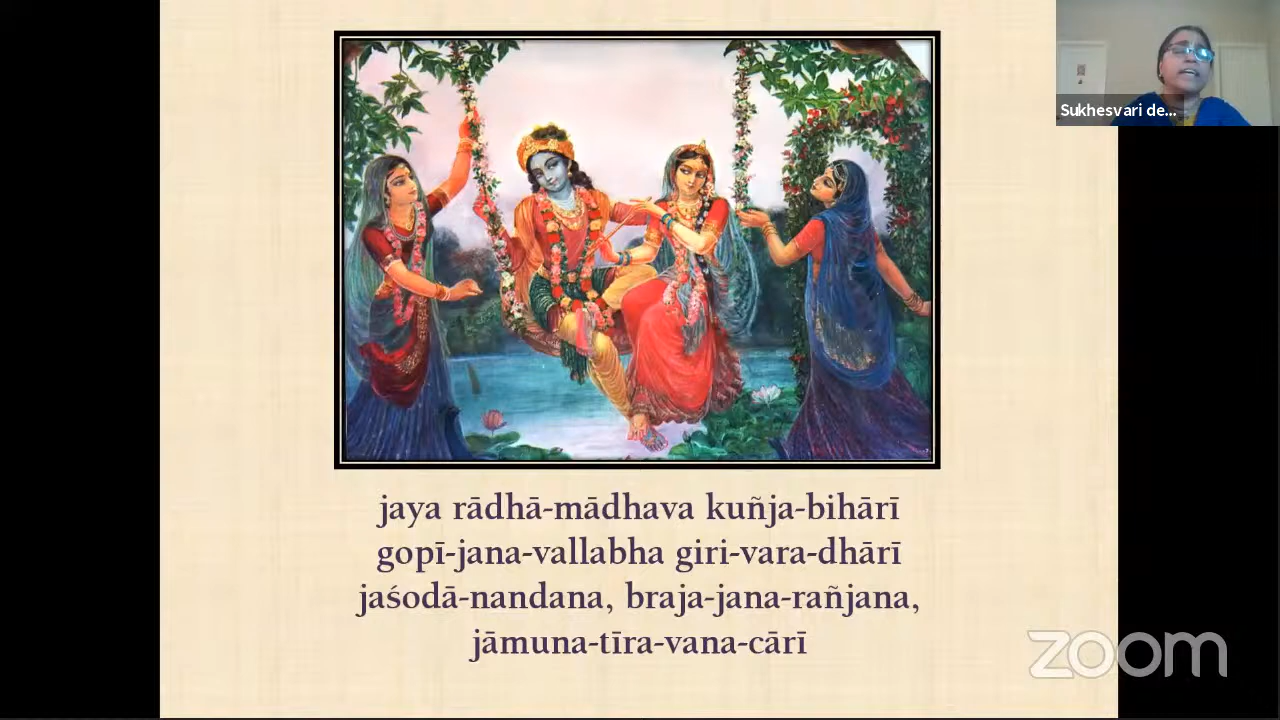 Sukhesvari de...
jaya rādhā-mādhava kuñja-bihārī
gopī-jana-vallabha giri-vara-dhārī
jaśodā-nandana, braja-jana-rañjana,
jāmuna-tīra-vana-cārī
zoom